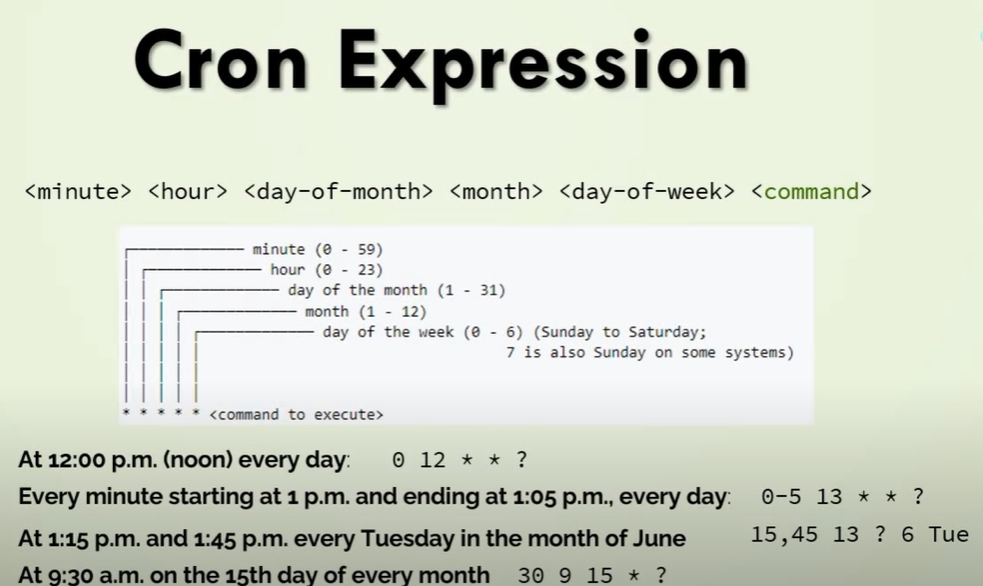 Cron Expression
<minute> <hour> <day-of-month> <month> <day-of-week> <command>
minute (0 - 59)
hour (0 - 23)
day of the month (1 - 31)
month (1 - 12)
day of the week (0 - 6) (Sunday to Saturday;
7 is also Sunday on some systems)
* * * * * <command to execute>
At 12:00 p.m. (noon) every day: 0 12 * * ?
Every minute starting at 1 p.m. and ending at 1:05 p.m., every day: 0-5 13 * * ?
At 1:15 p.m. and 1:45 p.m. every Tuesday in the month of June 15,45 13 ? 6 Tue
At 9:30 a.m. on the 15th day of every month 30 9 15 * ?